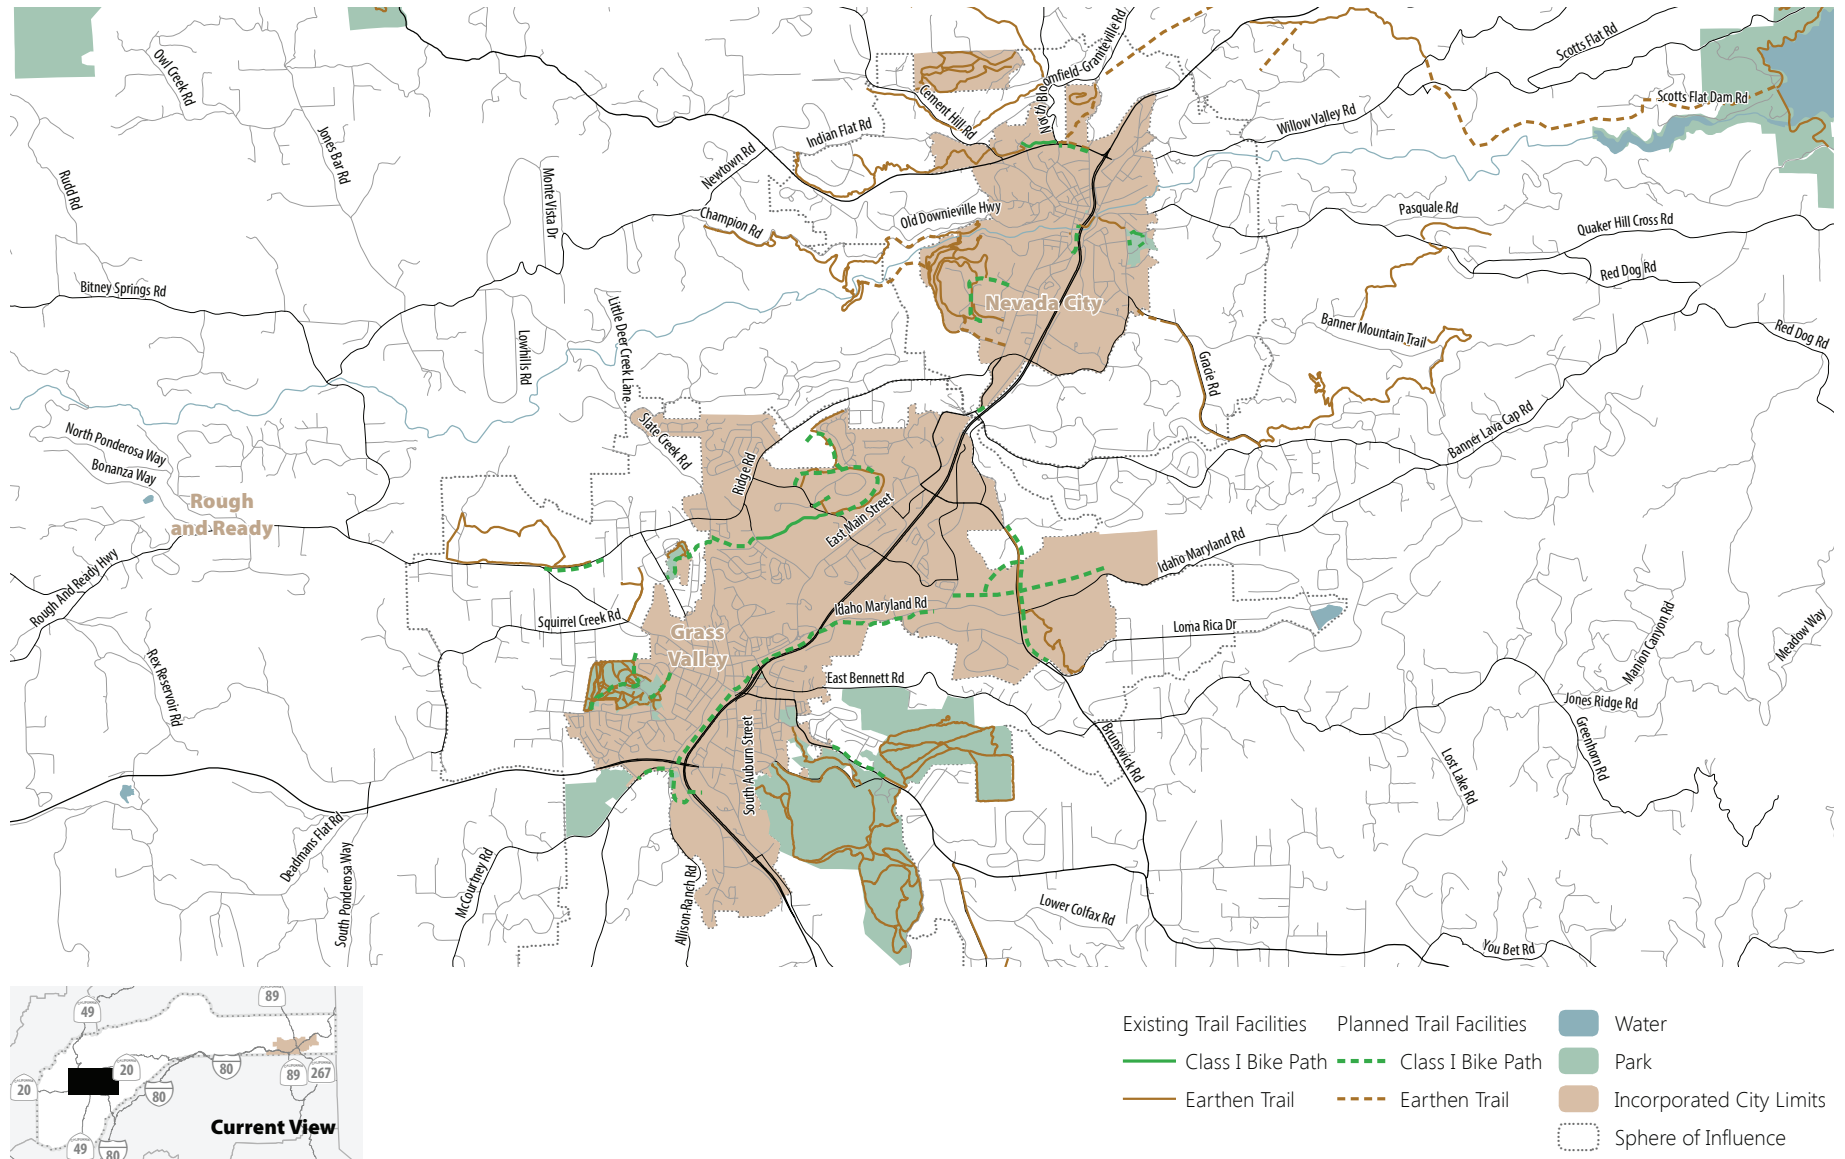 Owl Creek Rd
Jones Bar Rd
Rudd Rd
Monte Vista Dr
Newtown Rd
Indian Flat Rd
Cement Hill Rd
North Bloomfield-Graniteville Rd
Scotts Flat Rd
Scotts Flat Dam Rd
Willow Valley Rd
Champion Rd
Old Downieville Hwy
Pasquale Rd
Quaker Hill Cross Rd
Red Dog Rd
Red Dog Rd
Bitney Springs Rd
Nevada City
Little Deer Creek Lane
Lowhills Rd
Banner Mountain Trail
Gracie Rd
Banner Lava Cap Rd
North Ponderosa Way
Bonanza Way
Slate Creek Rd
Ridge Rd
Rough
and Ready
East Main Street
Rough And Ready Hwy
Idaho Maryland Rd
Idaho Maryland Rd
Squirrel Creek Rd
Grass
Valley
Loma Rica Dr
Manion Canyon Rd
Meadow Way
Rex Reservoir Rd
East Bennett Rd
Jones Ridge Rd
Greenhorn Rd
South Auburn Street
Brunswick Rd
Lost Lake Rd
Deadmans Flat Rd
South Ponderosa Way
McCourtney Rd
Allison Ranch Rd
Lower Colfax Rd
You Bet Rd
CALIFORNIA
49
89
20
20
80
80
89
267
49
80
Current View
Existing Trail Facilities
Class I Bike Path
Earthen Trail
Planned Trail Facilities
Class I Bike Path
Earthen Trail
Water
Park
Incorporated City Limits
Sphere of Influence